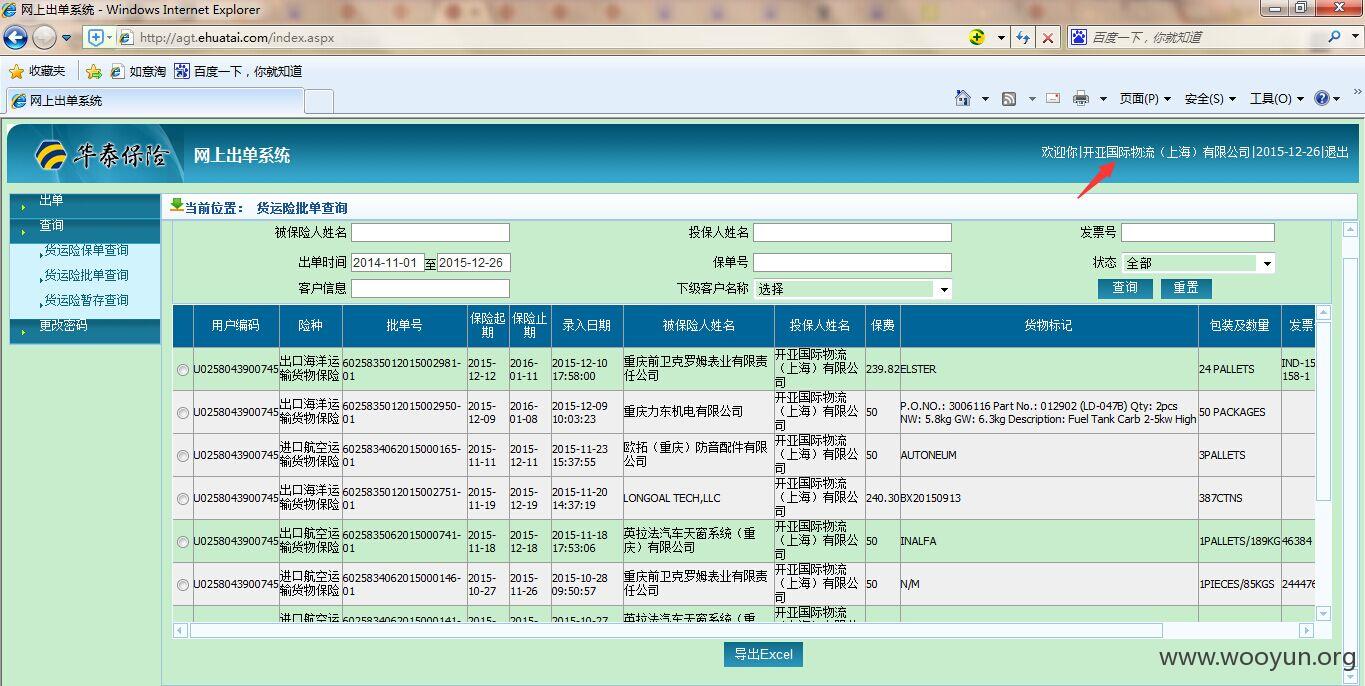 网上出单系统 - Windows Internet Explorer
http://agt.ehuatai.com/index.aspx
百度一下，你就知道
收藏夹 如意淘 百度一下，你就知道
网上出单系统
页面(P) 安全(S) 工具(O)
华泰保险 网上出单系统
欢迎你|开亚国际物流（上海）有限公司|2015-12-26|退出
出单
查询
货运险保单查询
货运险批单查询
货运险暂存查询
更改密码
当前位置： 货运险批单查询
被保险人姓名 投保人姓名 发票号
出单时间 2014-11-01 至 2015-12-26 保单号 状态 全部
客户信息 下级客户名称 选择 查询 重置
用户编码 险种 批单号 保险起期 保险止期 录入日期 被保险人姓名 投保人姓名 保费 货物标记 包装及数量 发票
U0258043900745 出口海洋运输货物保险 6025835012015002981-01 2015-12-12 2016-01-11 2015-12-10 17:58:00 重庆前卫克罗姆表业有限责任公司 开亚国际物流（上海）有限公司 239.82 ELSTER 24 PALLETS IND-15 158-1
U0258043900745 出口海洋运输货物保险 6025835012015002950-01 2015-12-09 2016-01-08 2015-12-09 10:03:23 重庆力东机电有限公司 开亚国际物流（上海）有限公司 50 P.O.NO.: 3006116 Part No.: 012902 (LD-047B) Qty: 2pcs NW: 5.8kg GW: 6.3kg Description: Fuel Tank Carb 2-5kw High 50 PACKAGES
U0258043900745 进口航空运输货物保险 6025834062015000165-01 2015-11-11 2015-12-11 2015-11-23 15:37:55 欧拓（重庆）防音配件有限公司 开亚国际物流（上海）有限公司 50 AUTONEUM 3PALLETS
U0258043900745 出口海洋运输货物保险 6025835012015002751-01 2015-11-19 2015-12-19 2015-11-20 14:37:19 LONGOAL TECH,LLC 开亚国际物流（上海）有限公司 240.30 BX20150913 387CTNS
U0258043900745 出口航空运输货物保险 6025835062015000741-01 2015-11-18 2015-12-18 2015-11-18 17:53:06 英拉法汽车天窗系统（重庆）有限公司 开亚国际物流（上海）有限公司 50 INALFA 1PALLETS/189KG 46384
U0258043900745 进口航空运输货物保险 6025834062015000146-01 2015-10-27 2015-11-26 2015-10-28 09:50:57 重庆前卫克罗姆表业有限责任公司 开亚国际物流（上海）有限公司 50 N/M 1PIECES/85KGS 244476
进口航空运 6025834062015000141- 2015- 2015- 2015-10-27 英拉法汽车天窗系统（重 开亚国际物流（上海）有限公
导出Excel
www.wooyun.org